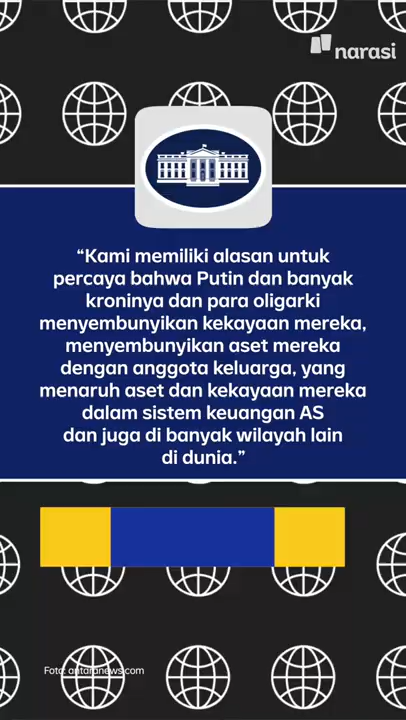 narasi
“Kami memiliki alasan untuk
percaya bahwa Putin dan banyak
kroninya dan para oligarki
menyembunyikan kekayaan mereka,
menyembunyikan aset mereka
dengan anggota keluarga, yang
menaruh aset dan kekayaan mereka
dalam sistem keuangan AS
dan juga di banyak wilayah lain
di dunia.”
Foto: antaranews.com